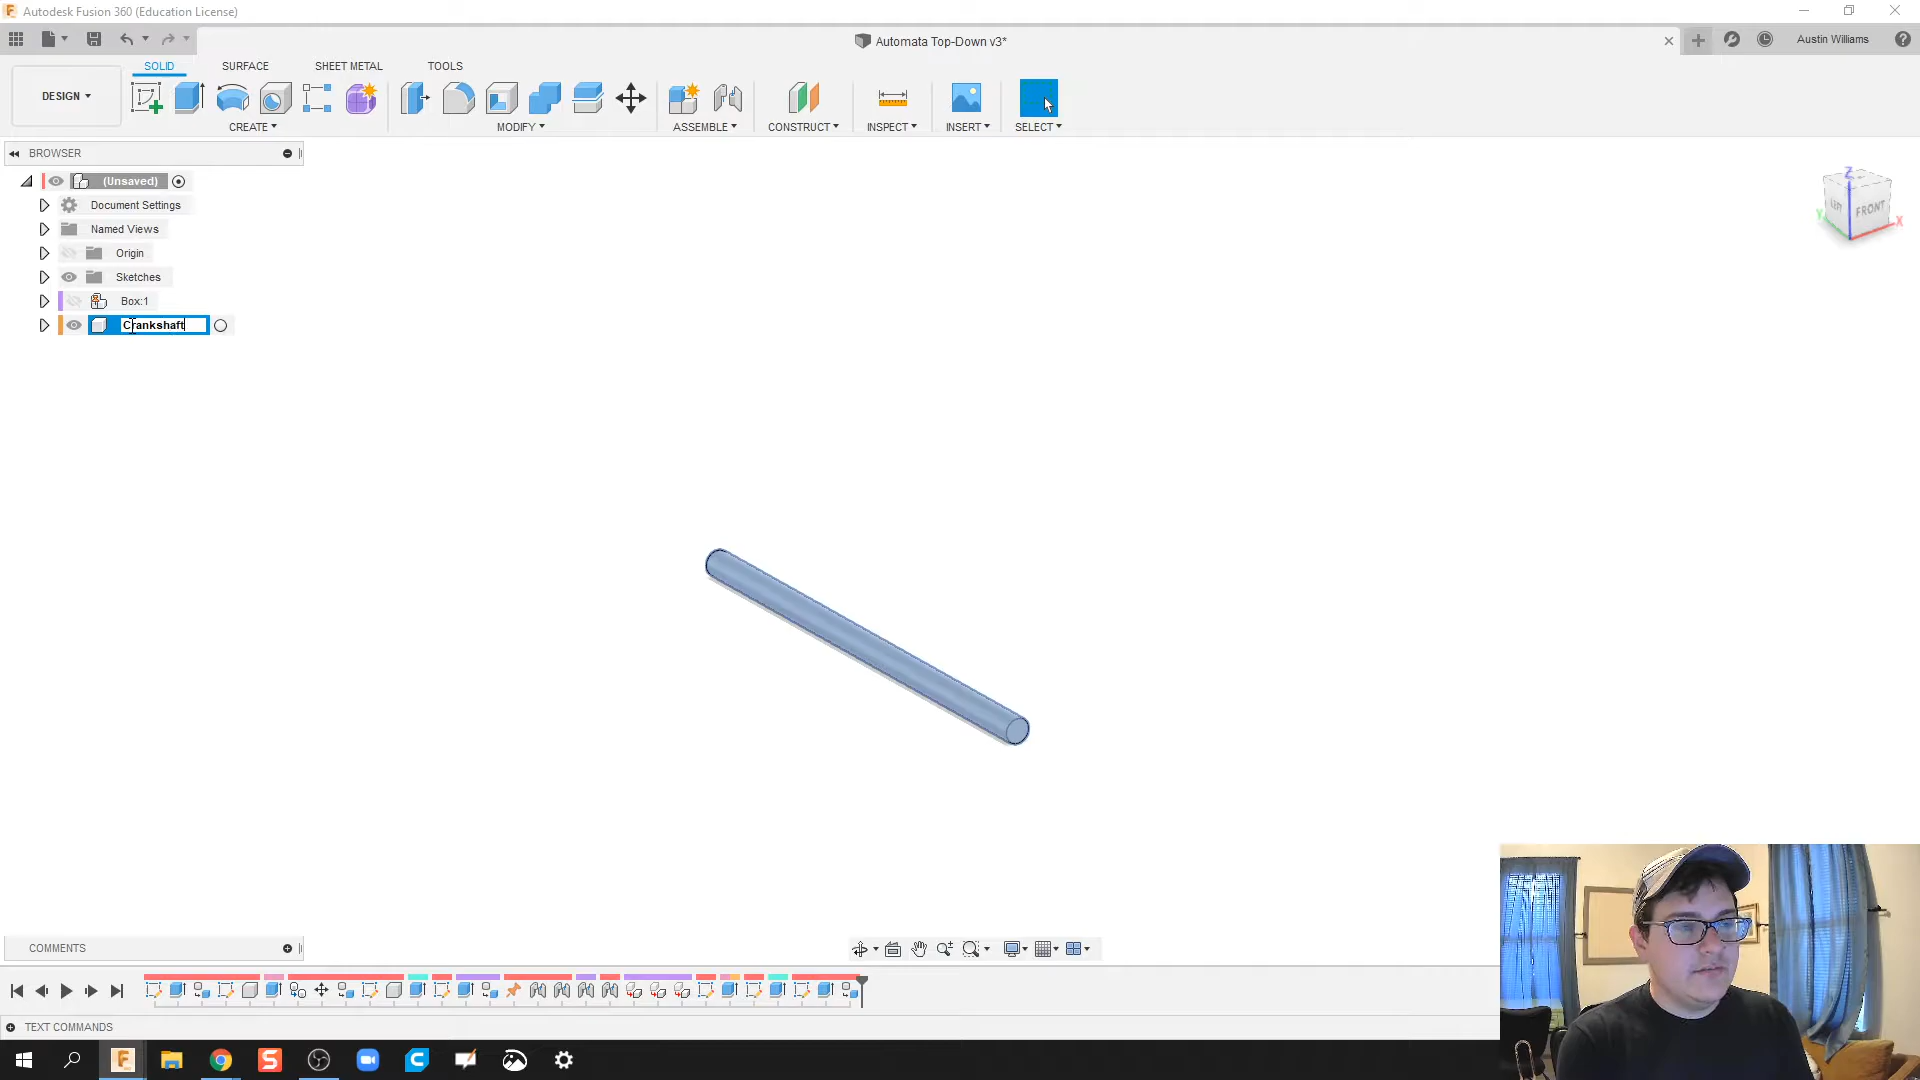 Autodesk Fusion 360 (Education License)
Automata Top-Down v3*
Austin Williams
SOLID SURFACE SHEET METAL TOOLS
DESIGN
CREATE MODIFY ASSEMBLE CONSTRUCT INSPECT INSERT SELECT
BROWSER
(Unsaved)
Document Settings
Named Views
Origin
Sketches
Box:1
Crankshaft
Z
LEFT FRONT
Y X
COMMENTS
TEXT COMMANDS